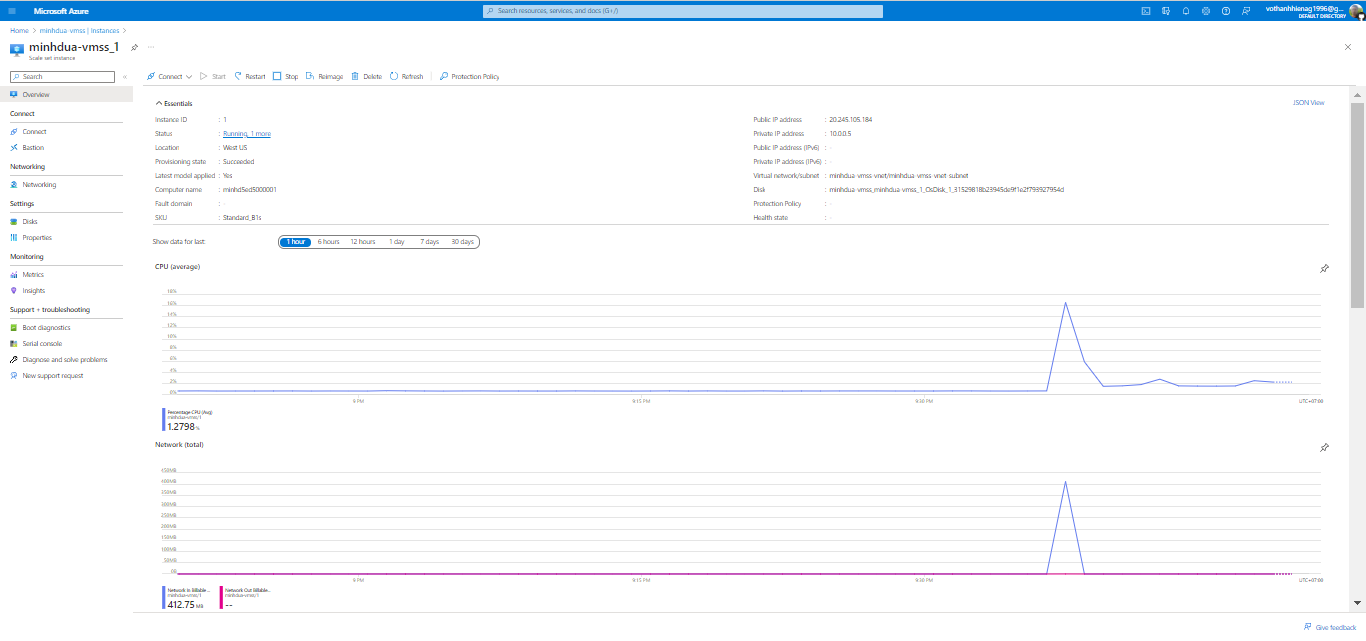 Microsoft Azure
Search resources, services, and docs (G+/)
vothanhhienag1996@g...
DEFAULT DIRECTORY
Home > minhdua-vmss | Instances >
minhdua-vmss_1
Scale set instance
Search
Overview
Connect
Connect
Bastion
Networking
Networking
Settings
Disks
Properties
Monitoring
Metrics
Insights
Support + troubleshooting
Boot diagnostics
Serial console
Diagnose and solve problems
New support request
Connect Start Restart Stop Reimage Delete Refresh Protection Policy
Essentials
JSON View
Instance ID : 1
Status : Running, 1 more
Location : West US
Provisioning state : Succeeded
Latest model applied : Yes
Computer name : minhd5ed5000001
Fault domain : -
SKU : Standard_B1s
Public IP address : 20.245.105.184
Private IP address : 10.0.0.5
Public IP address (IPv6) : -
Private IP address (IPv6) : -
Virtual network/subnet : minhdua-vmss-vnet/minhdua-vmss-vnet-subnet
Disk : minhdua-vmss_minhdua-vmss_1_OsDisk_1_31529818b23945de9f1e2f793927954d
Protection Policy : -
Health state : -
Show data for last: 1 hour 6 hours 12 hours 1 day 7 days 30 days
CPU (average)
18%
16%
14%
12%
10%
8%
6%
4%
2%
0%
9 PM 9:15 PM 9:30 PM UTC+07:00
Percentage CPU (Avg)
minhdua-vmss/1
1.2798 %
Network (total)
450MB
400MB
350MB
300MB
250MB
200MB
150MB
100MB
50MB
0B
9 PM 9:15 PM 9:30 PM UTC+07:00
Network In Billable... Network Out Billable...
minhdua-vmss/1 minhdua-vmss/1
412.75 MB --
Give feedback